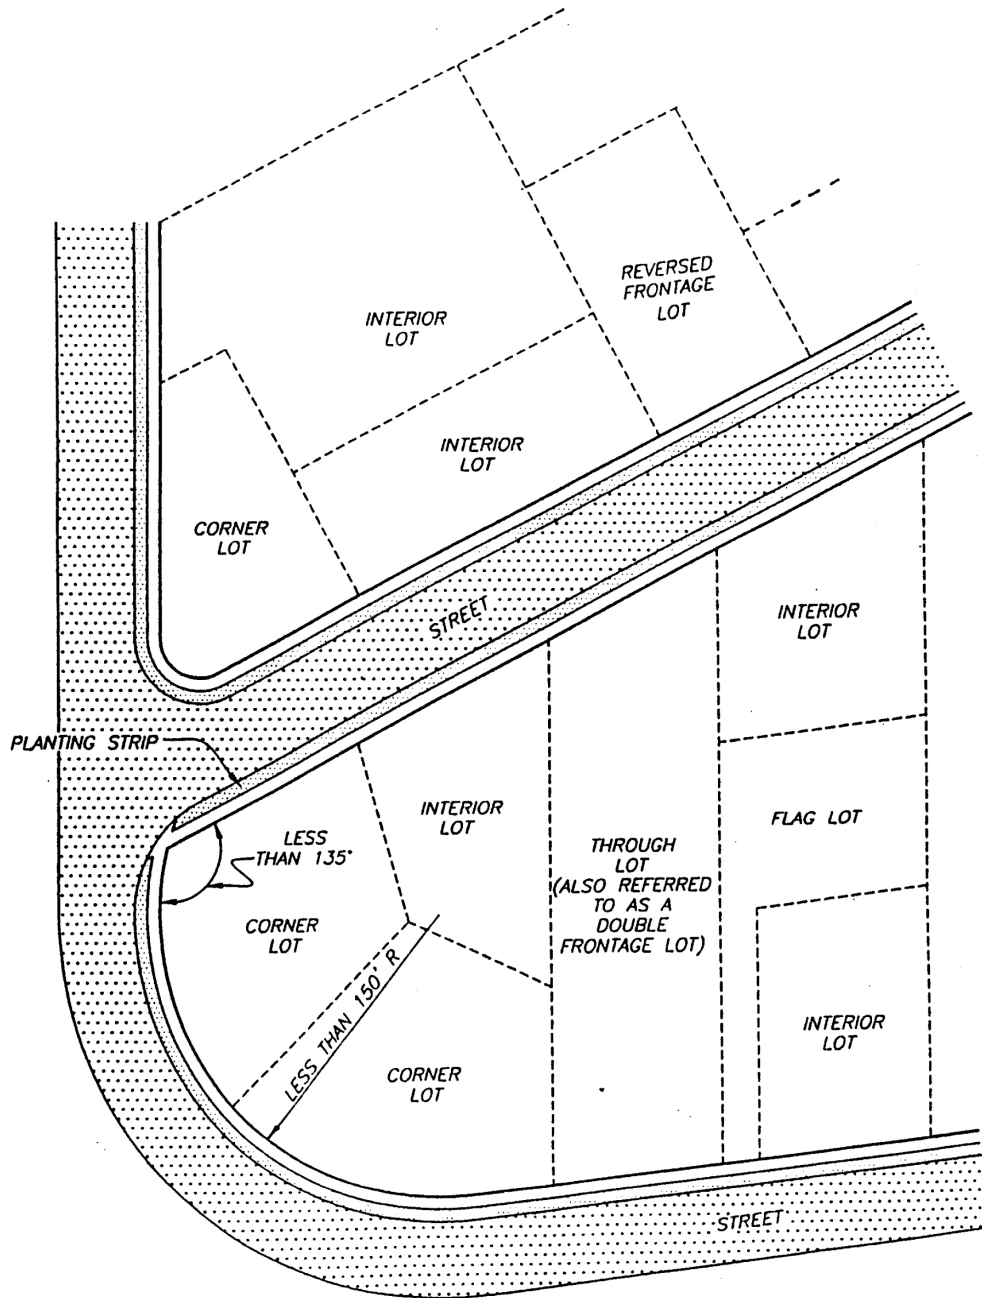 REVERSED
FRONTAGE
LOT
INTERIOR
LOT
INTERIOR
LOT
CORNER
LOT
STREET
INTERIOR
LOT
PLANTING STRIP
INTERIOR
LOT
LESS
THAN 135°
FLAG LOT
THROUGH
LOT
(ALSO REFERRED
TO AS A
DOUBLE
FRONTAGE LOT)
CORNER
LOT
LESS THAN 150' R
INTERIOR
LOT
CORNER
LOT
STREET